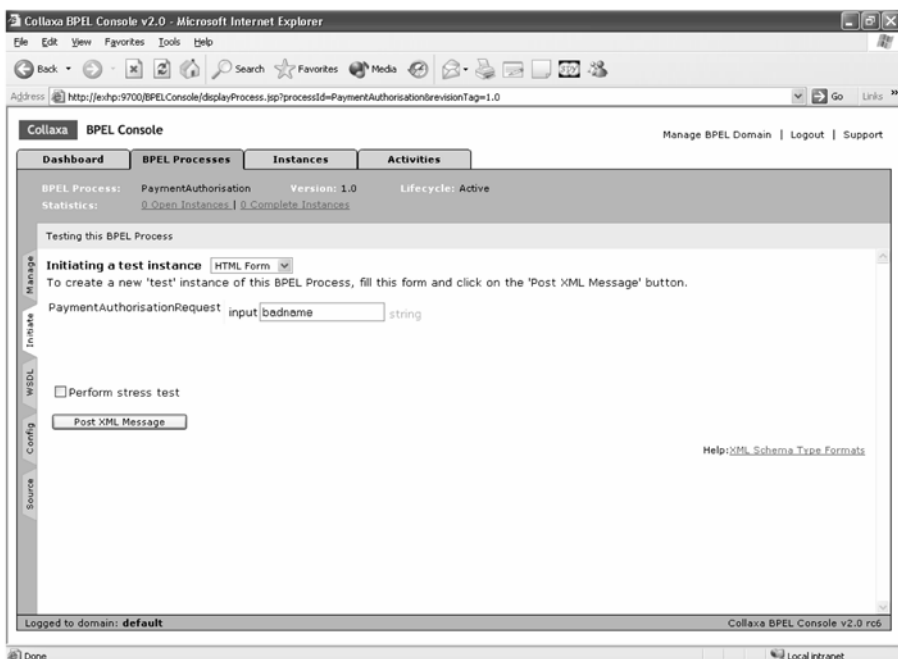 Collaxa BPEL Console v2.0 - Microsoft Internet Explorer
File Edit View Favorites Tools Help
Back Search Favorites Media
Address http://exhp:9700/BPELConsole/displayProcess.jsp?processId=PaymentAuthorisation&revisionTag=1.0 Go Links »
Collaxa BPEL Console
Manage BPEL Domain | Logout | Support
Dashboard BPEL Processes Instances Activities
BPEL Process: PaymentAuthorisation Version: 1.0 Lifecycle: Active
Statistics: 0 Open Instances | 0 Complete Instances
Testing this BPEL Process
Manage
Initiate
WSDL
Config
Source
Initiating a test instance HTML Form
To create a new 'test' instance of this BPEL Process, fill this form and click on the 'Post XML Message' button.
PaymentAuthorisationRequest input badname string
Perform stress test
Post XML Message
Help:XML Schema Type Formats
Logged to domain: default Collaxa BPEL Console v2.0 rc6
Done Local intranet